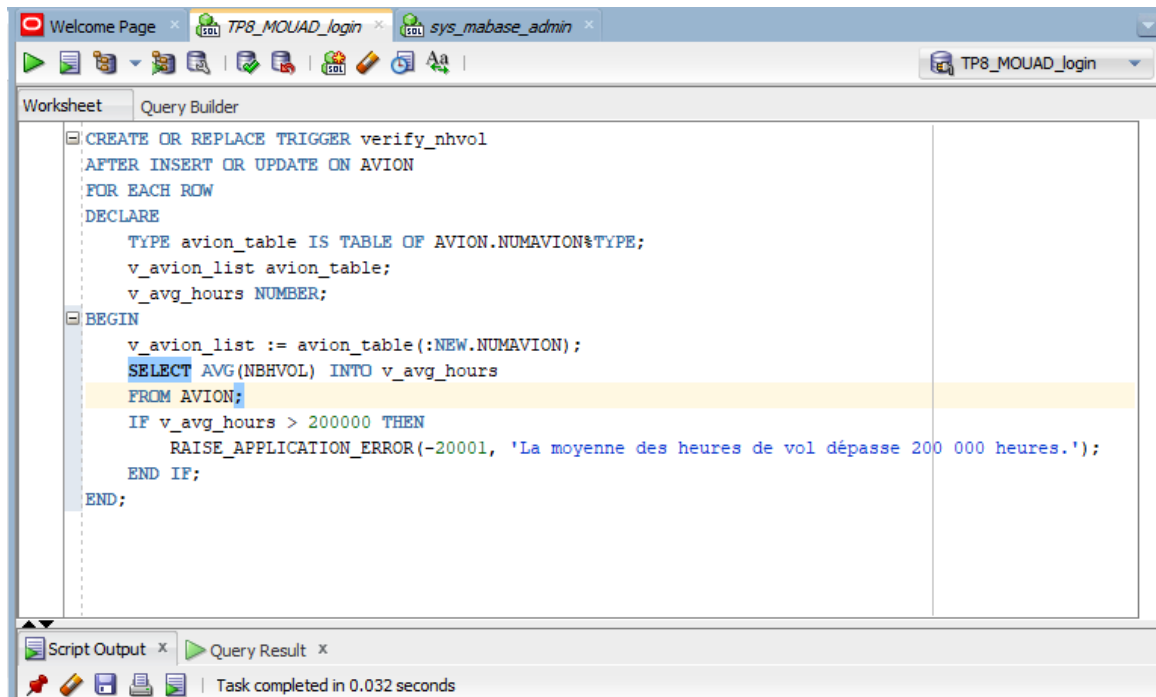 Welcome Page × TP8_MOUAD_login × sys_mabase_admin ×
TP8_MOUAD_login
Worksheet Query Builder
CREATE OR REPLACE TRIGGER verify_nhvol
AFTER INSERT OR UPDATE ON AVION
FOR EACH ROW
DECLARE
TYPE avion_table IS TABLE OF AVION.NUMAVION%TYPE;
v_avion_list avion_table;
v_avg_hours NUMBER;
BEGIN
v_avion_list := avion_table(:NEW.NUMAVION);
SELECT AVG(NBHVOL) INTO v_avg_hours
FROM AVION;
IF v_avg_hours > 200000 THEN
RAISE_APPLICATION_ERROR(-20001, 'La moyenne des heures de vol dépasse 200 000 heures.');
END IF;
END;
Script Output × Query Result ×
Task completed in 0.032 seconds